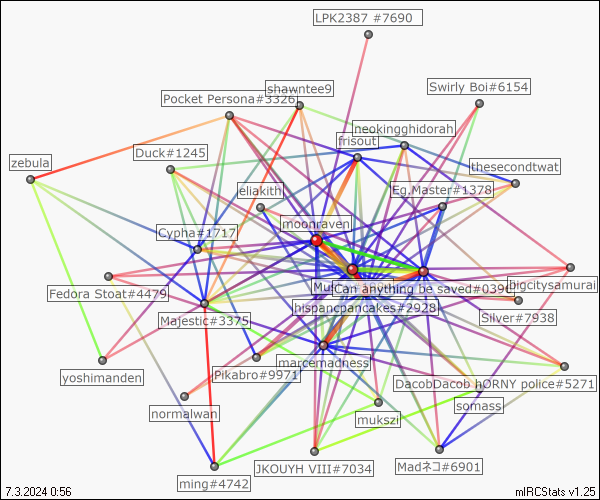 LPK2387 #7690
shawntee9
Swirly Boi#6154
Pocket Persona#3326
neokingghidorah
frisout
Duck#1245
zebula
thesecondtwat
Eg.Master#1378
eliakith
moonraven
Cypha#1717
Can anything be saved#0396
bigcitysamurai
Fedora Stoat#4479
hispancpancakes#2928
Majestic#3375
Silver#7938
marcemadness
yoshimanden
Pikabro#9971
DacobDacob hORNY police#5271
normalwan
somass
mukszi
JKOUYH VIII#7034
Madネコ#6901
ming#4742
7.3.2024 0:56
mIRCStats v1.25